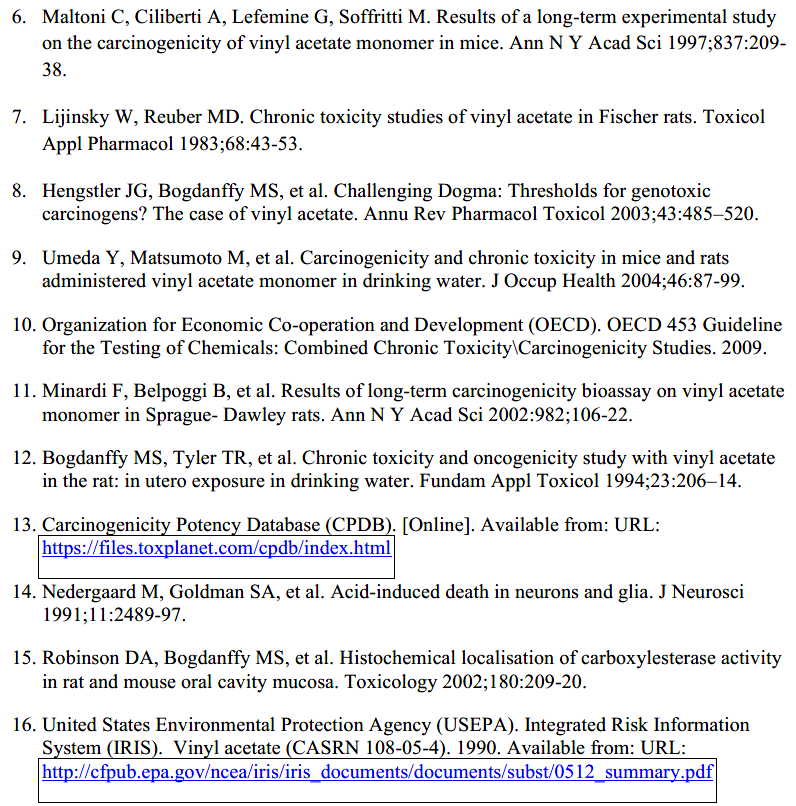 6. Maltoni C, Ciliberti A, Lefemine G, Soffritti M. Results of a long-term experimental study
on the carcinogenicity of vinyl acetate monomer in mice. Ann N Y Acad Sci 1997;837:209-
38.
7. Lijinsky W, Reuber MD. Chronic toxicity studies of vinyl acetate in Fischer rats. Toxicol
Appl Pharmacol 1983;68:43-53.
8. Hengstler JG, Bogdanffy MS, et al. Challenging Dogma: Thresholds for genotoxic
carcinogens? The case of vinyl acetate. Annu Rev Pharmacol Toxicol 2003;43:485–520.
9. Umeda Y, Matsumoto M, et al. Carcinogenicity and chronic toxicity in mice and rats
administered vinyl acetate monomer in drinking water. J Occup Health 2004;46:87-99.
10. Organization for Economic Co-operation and Development (OECD). OECD 453 Guideline
for the Testing of Chemicals: Combined Chronic Toxicity\Carcinogenicity Studies. 2009.
11. Minardi F, Belpoggi B, et al. Results of long-term carcinogenicity bioassay on vinyl acetate
monomer in Sprague- Dawley rats. Ann N Y Acad Sci 2002:982;106-22.
12. Bogdanffy MS, Tyler TR, et al. Chronic toxicity and oncogenicity study with vinyl acetate
in the rat: in utero exposure in drinking water. Fundam Appl Toxicol 1994;23:206–14.
13. Carcinogenicity Potency Database (CPDB). [Online]. Available from: URL:
https://files.toxplanet.com/cpdb/index.html
14. Nedergaard M, Goldman SA, et al. Acid-induced death in neurons and glia. J Neurosci
1991;11:2489-97.
15. Robinson DA, Bogdanffy MS, et al. Histochemical localisation of carboxylesterase activity
in rat and mouse oral cavity mucosa. Toxicology 2002;180:209-20.
16. United States Environmental Protection Agency (USEPA). Integrated Risk Information
System (IRIS).  Vinyl acetate (CASRN 108-05-4). 1990. Available from: URL:
http://cfpub.epa.gov/ncea/iris/iris_documents/documents/subst/0512_summary.pdf